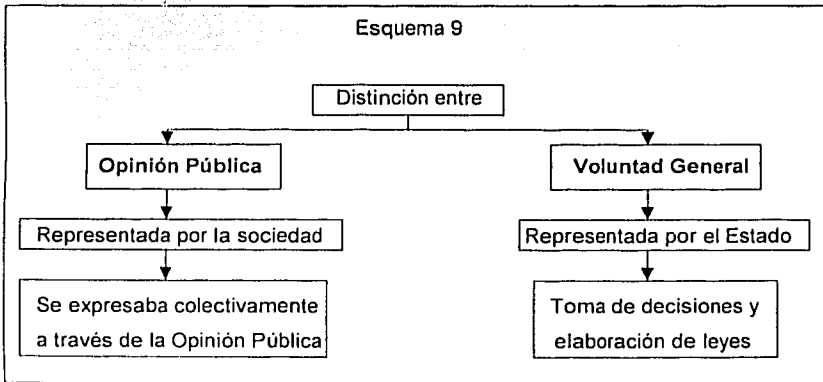 Esquema 9
Distinción entre
Opinión Pública
Voluntad General
Representada por la sociedad
Representada por el Estado
Se expresaba colectivamente
a través de la Opinión Pública
Toma de decisiones y
elaboración de leyes